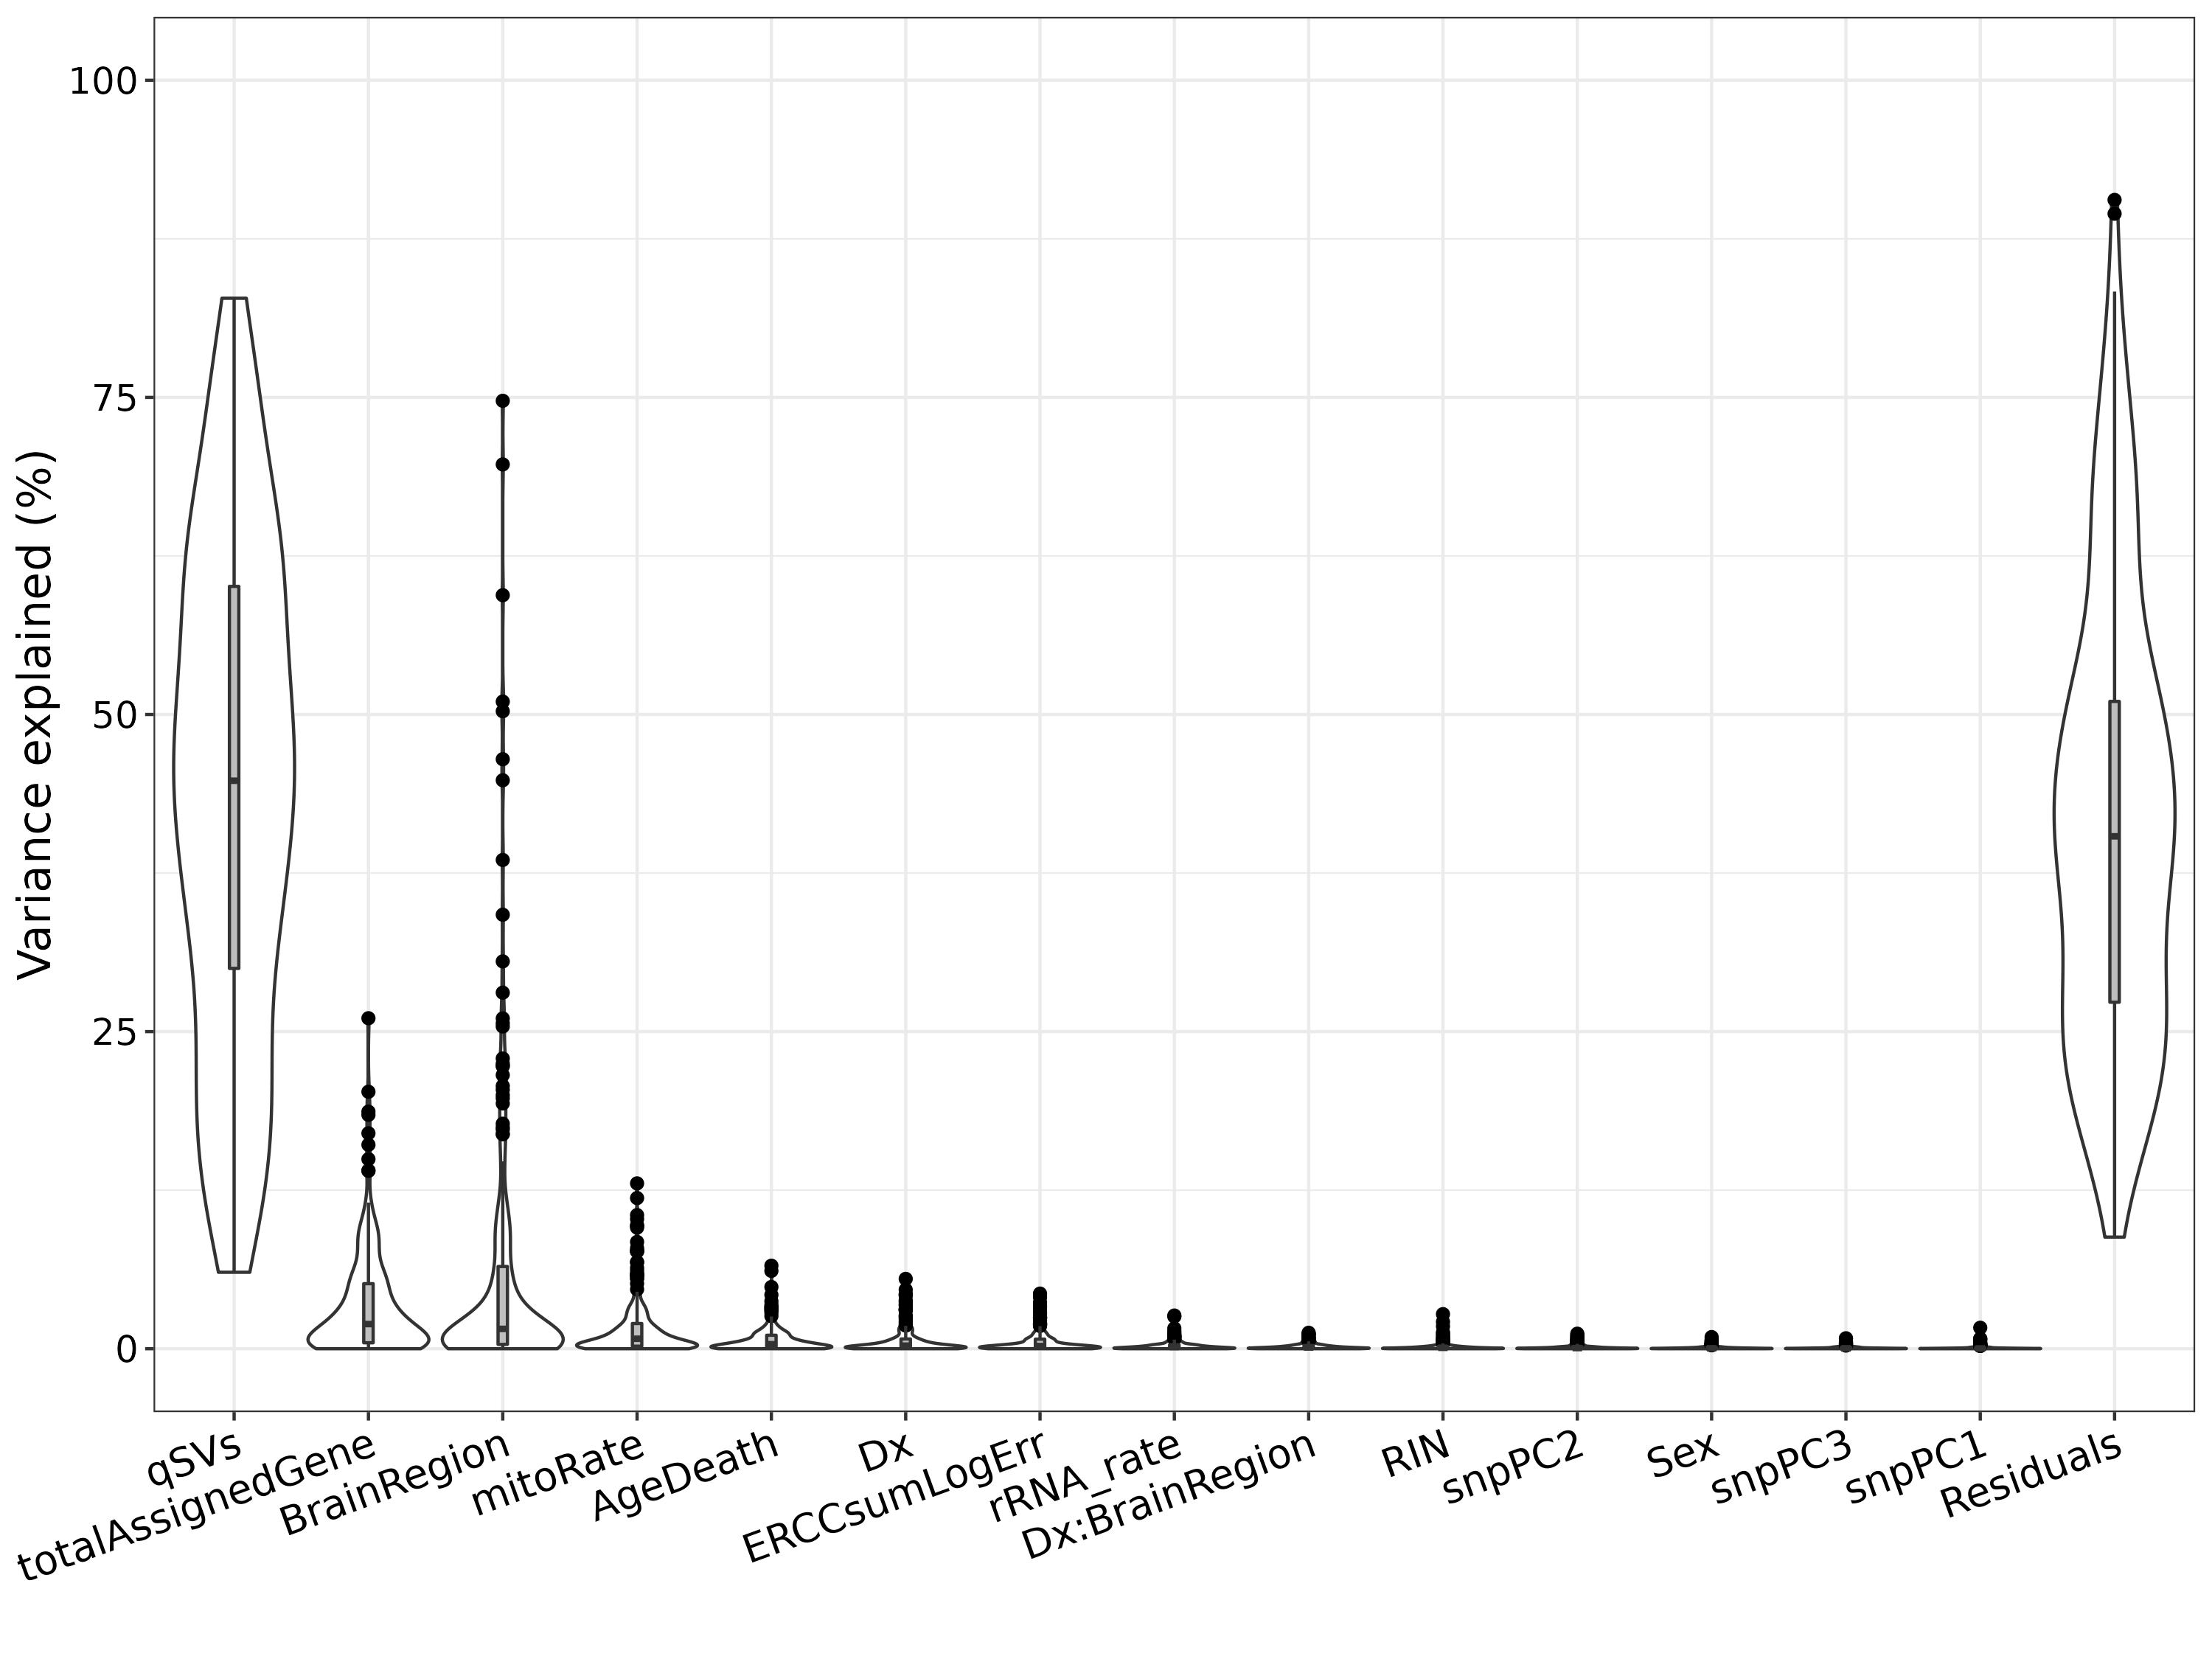 Variance explained (%)
100
75
50
25
0
qSVs
totalAssignedGene
BrainRegion
mitoRate
AgeDeath
Dx
ERCCsumLogErr
rRNA_rate
Dx:BrainRegion
RIN
snpPC2
Sex
snpPC3
snpPC1
Residuals